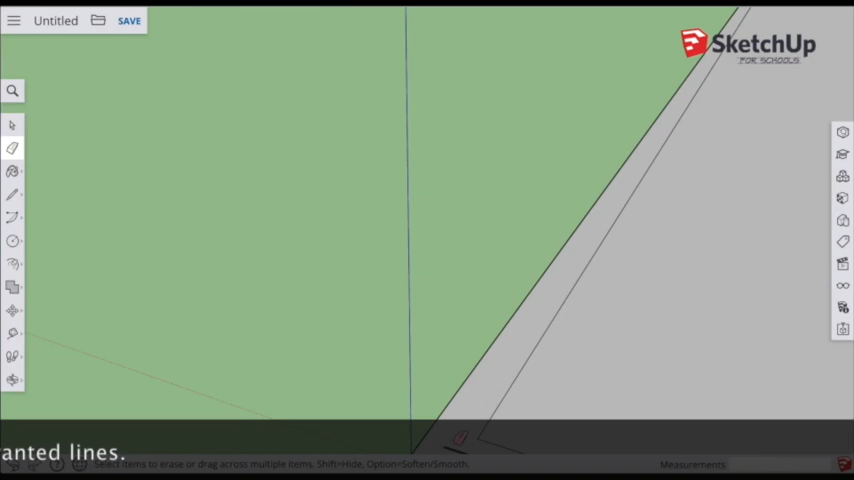 Untitled
SAVE
SketchUp
FOR SCHOOLS
anted lines.
Select items to erase or drag across multiple items. Shift=Hide, Option=Soften/Smooth.
Measurements